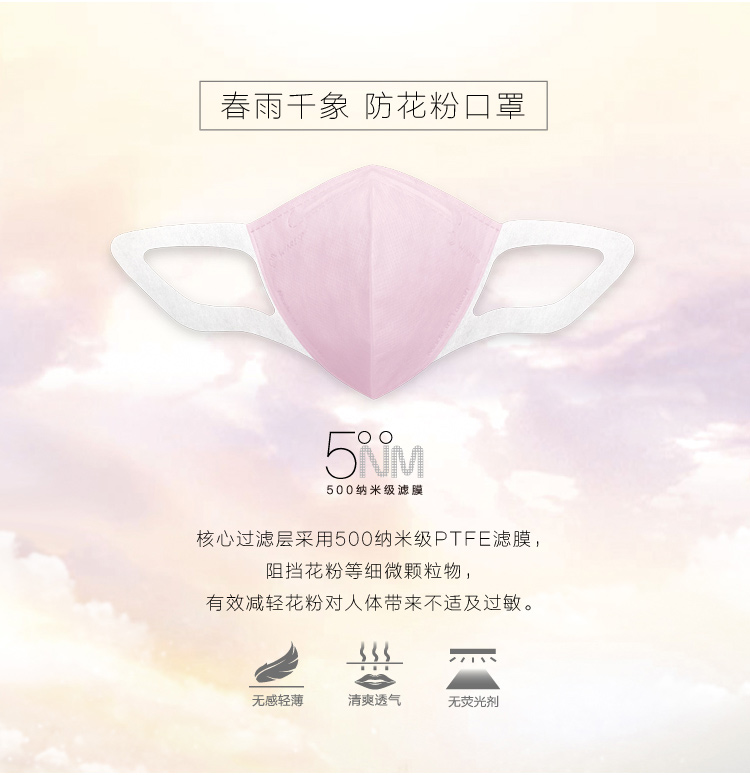 春雨千象 防花粉口罩
5°°NM
500纳米级滤膜
核心过滤层采用500纳米级PTFE滤膜，
阻挡花粉等细微颗粒物，
有效减轻花粉对人体带来不适及过敏。
无感轻薄 清爽透气 无荧光剂